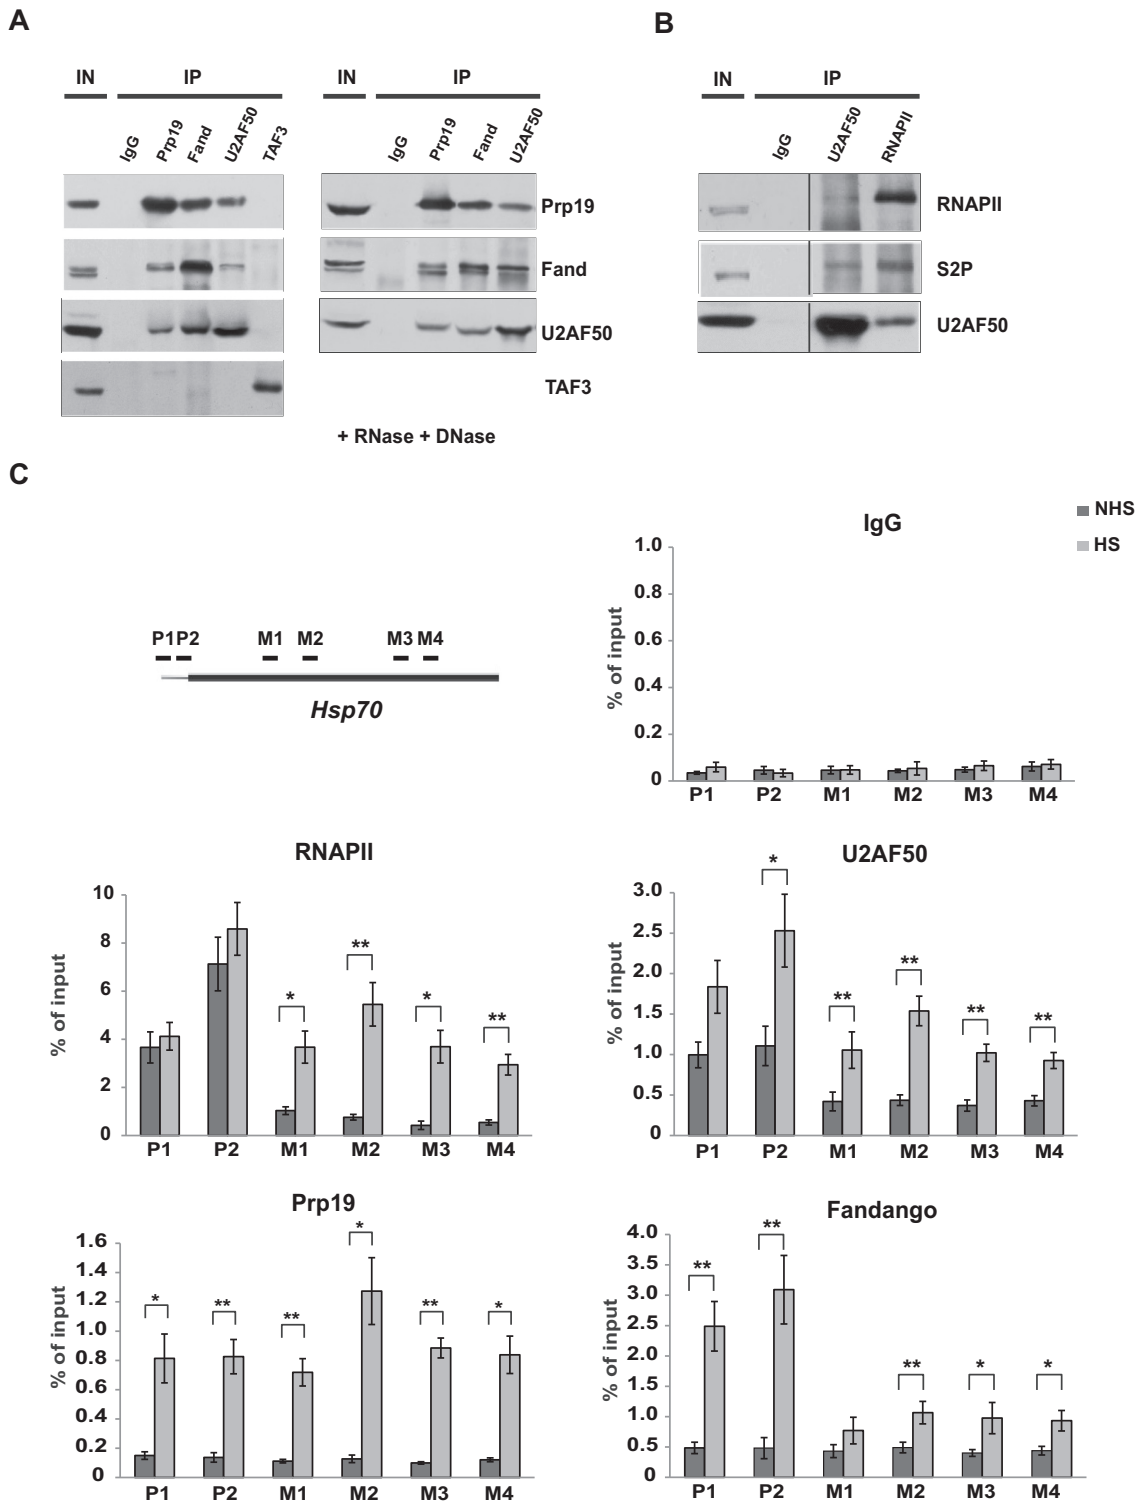 A
B
IN IP
IgG Prp19 Fand U2AF50 TAF3
IN IP
IgG Prp19 Fand U2AF50
Prp19
Fand
U2AF50
TAF3
+ RNase + DNase
IN IP
IgG U2AF50 RNAPII
RNAPII
S2P
U2AF50
C
P1 P2 M1 M2 M3 M4
Hsp70
IgG
NHS
HS
% of input
1.0
0.8
0.6
0.4
0.2
0
P1 P2 M1 M2 M3 M4
RNAPII
% of input
10
8
6
4
2
0
* ** * **
P1 P2 M1 M2 M3 M4
U2AF50
% of input
3.0
2.5
2.0
1.5
1.0
0.5
0
* ** ** ** **
P1 P2 M1 M2 M3 M4
Prp19
% of input
1.6
1.4
1.2
1.0
0.8
0.6
0.4
0.2
0
* ** ** * ** *
P1 P2 M1 M2 M3 M4
Fandango
% of input
4.0
3.5
3.0
2.5
2.0
1.5
1.0
0.5
0
** ** ** * *
P1 P2 M1 M2 M3 M4